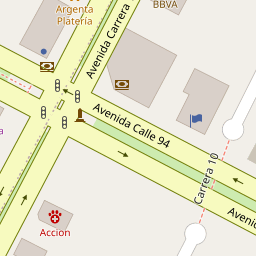 BBVA
Argenta
Platería
Avenida Carrera
Avenida Calle 94
Carrera 10
Avenid
a
Accion